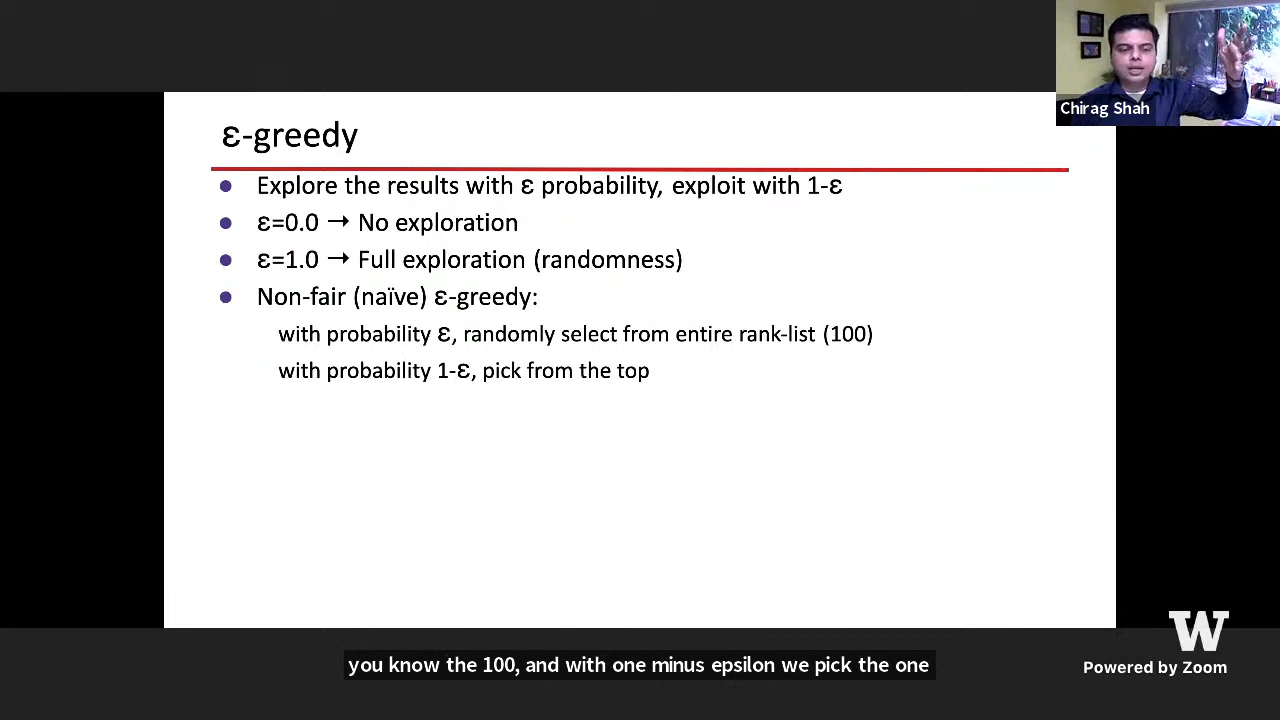 Chirag Shah
ε-greedy
● Explore the results with ε probability, exploit with 1-ε
● ε=0.0 → No exploration
● ε=1.0 → Full exploration (randomness)
● Non-fair (naïve) ε-greedy:
with probability ε, randomly select from entire rank-list (100)
with probability 1-ε, pick from the top
W
Powered by Zoom
you know the 100, and with one minus epsilon we pick the one